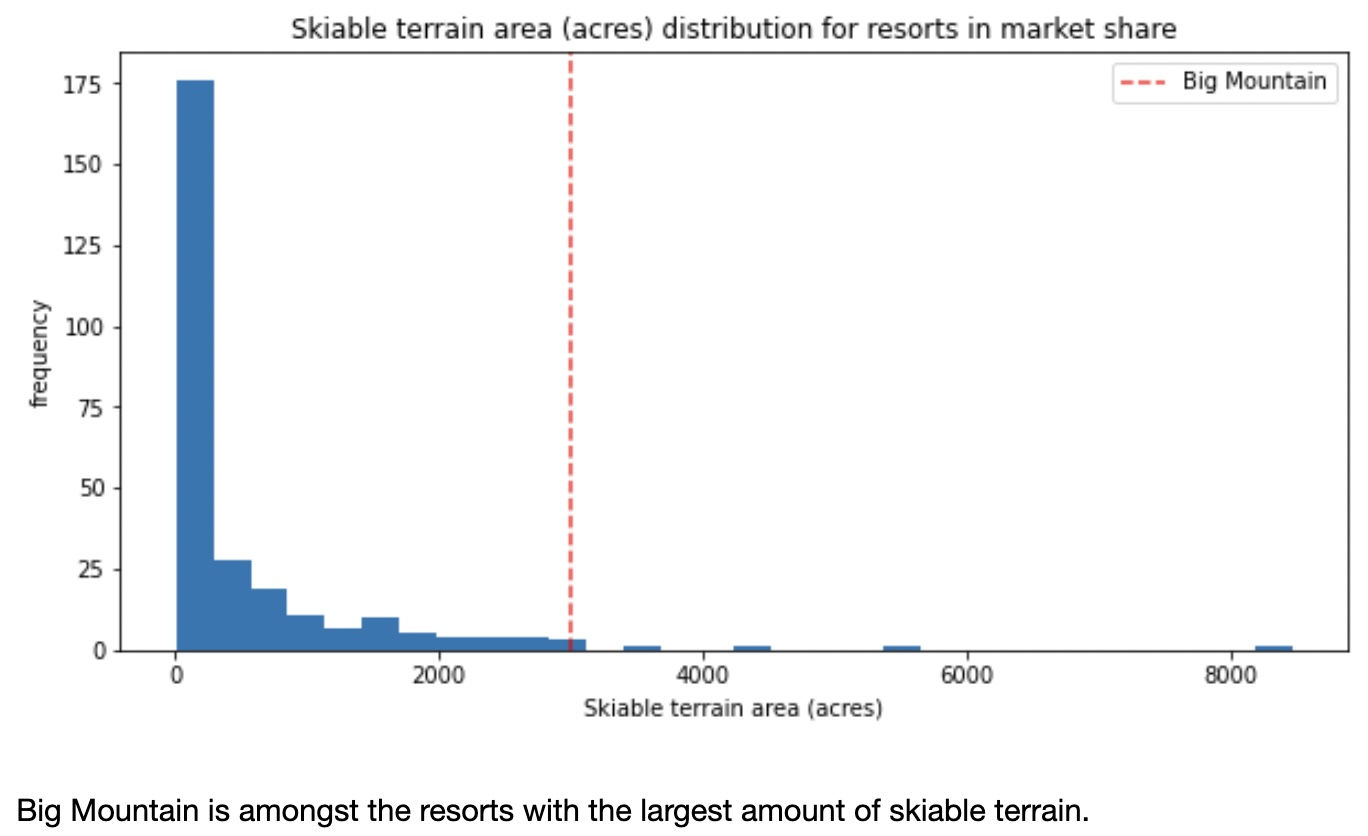 Skiable terrain area (acres) distribution for resorts in market share
Big Mountain
175
150
125
100
75
50
25
0
frequency
0 2000 4000 6000 8000
Skiable terrain area (acres)
Big Mountain is amongst the resorts with the largest amount of skiable terrain.